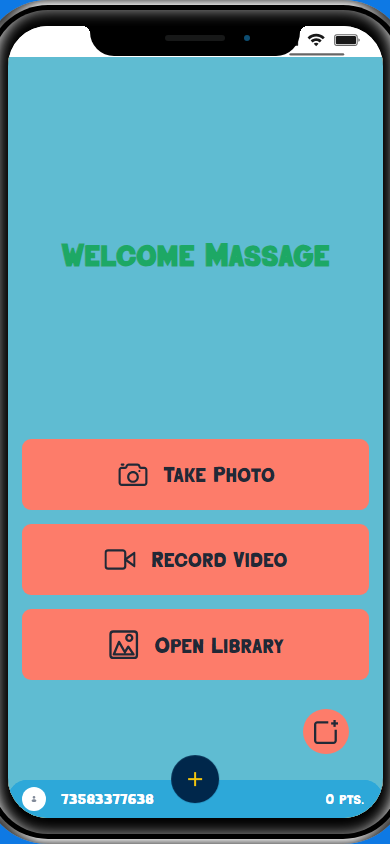 Welcome Massage
Take Photo
Record Video
Open Library
73583377638
0 pts.